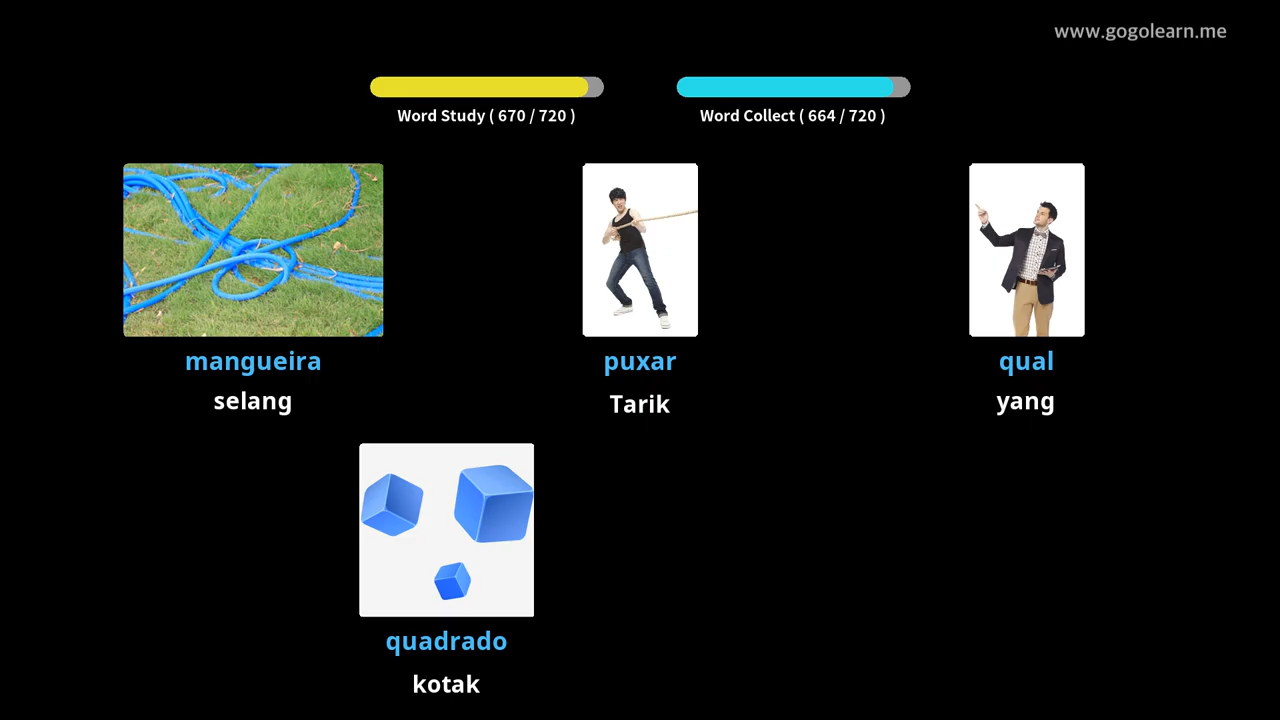 www.gogolearn.me
Word Study ( 670 / 720 )
Word Collect ( 664 / 720 )
mangueira
selang
puxar
Tarik
qual
yang
quadrado
kotak